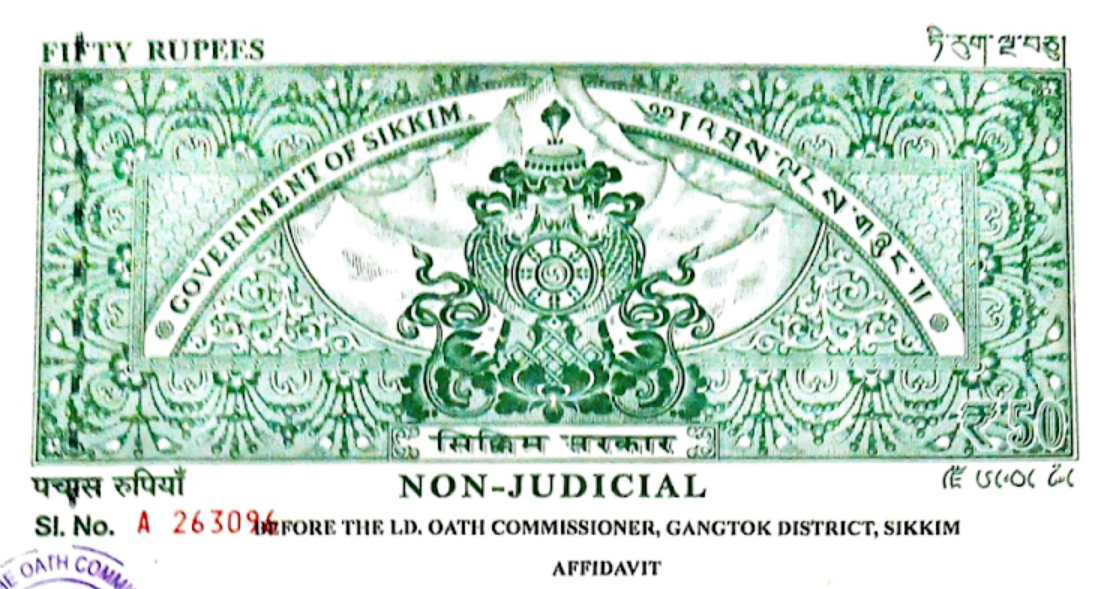 FIFTY RUPEES
GOVERNMENT OF SIKKIM
₹50
सिक्किम सरकार
पचास रुपियाँ
NON-JUDICIAL
Sl. No. A 263096
BEFORE THE LD. OATH COMMISSIONER, GANGTOK DISTRICT, SIKKIM
AFFIDAVIT
OATH